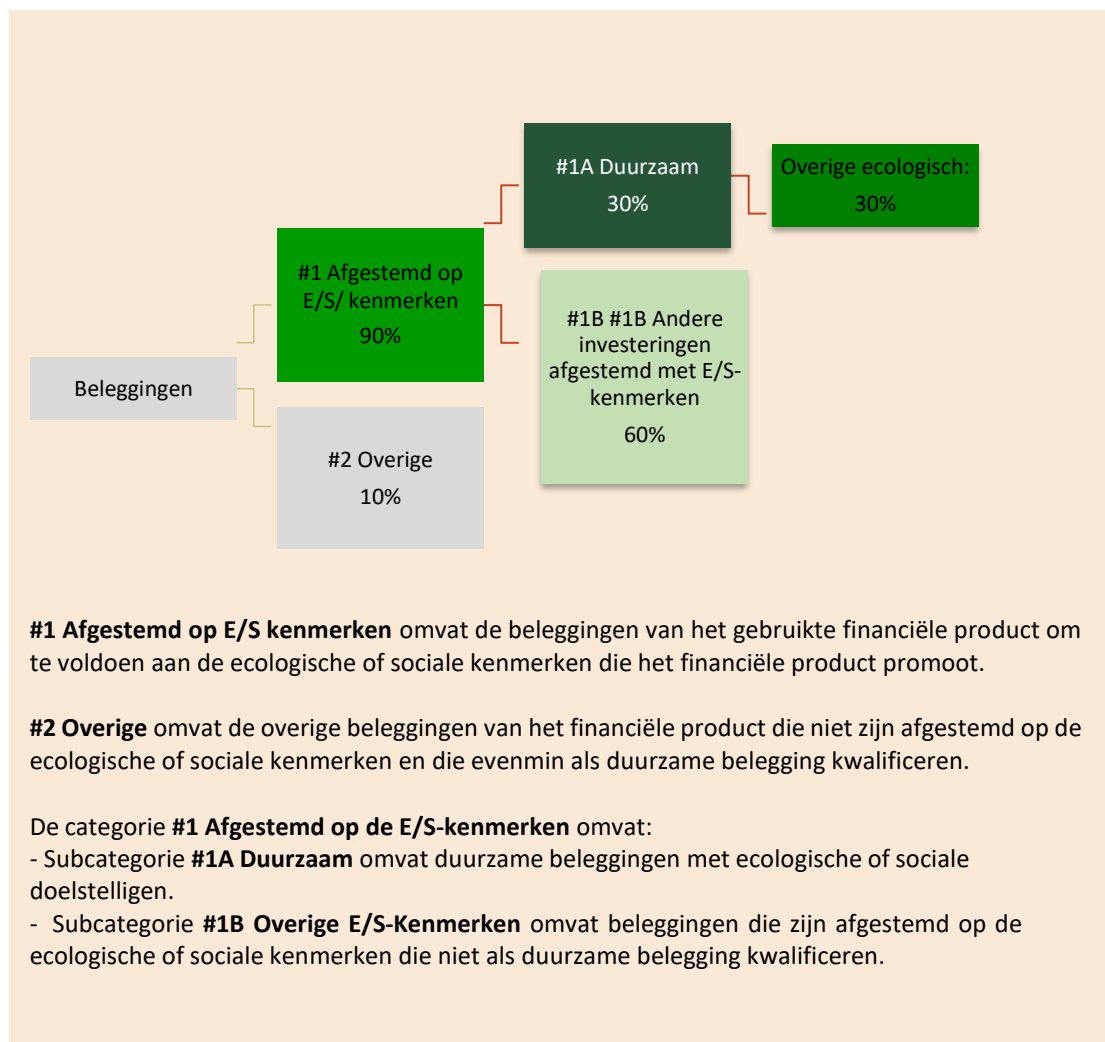 #1A Duurzaam
30%
Overige ecologisch:
30%
#1 Afgestemd op
E/S/ kenmerken
90%
#1B #1B Andere
investeringen
afgestemd met E/S-
kenmerken
60%
Beleggingen
#2 Overige
10%
#1 Afgestemd op E/S kenmerken omvat de beleggingen van het gebruikte financiële product om
te voldoen aan de ecologische of sociale kenmerken die het financiële product promoot.
#2 Overige omvat de overige beleggingen van het financiële product die niet zijn afgestemd op de
ecologische of sociale kenmerken en die evenmin als duurzame belegging kwalificeren.
De categorie #1 Afgestemd op de E/S-kenmerken omvat:
- Subcategorie #1A Duurzaam omvat duurzame beleggingen met ecologische of sociale
doelstelligen.
- Subcategorie #1B Overige E/S-Kenmerken omvat beleggingen die zijn afgestemd op de
ecologische of sociale kenmerken die niet als duurzame belegging kwalificeren.